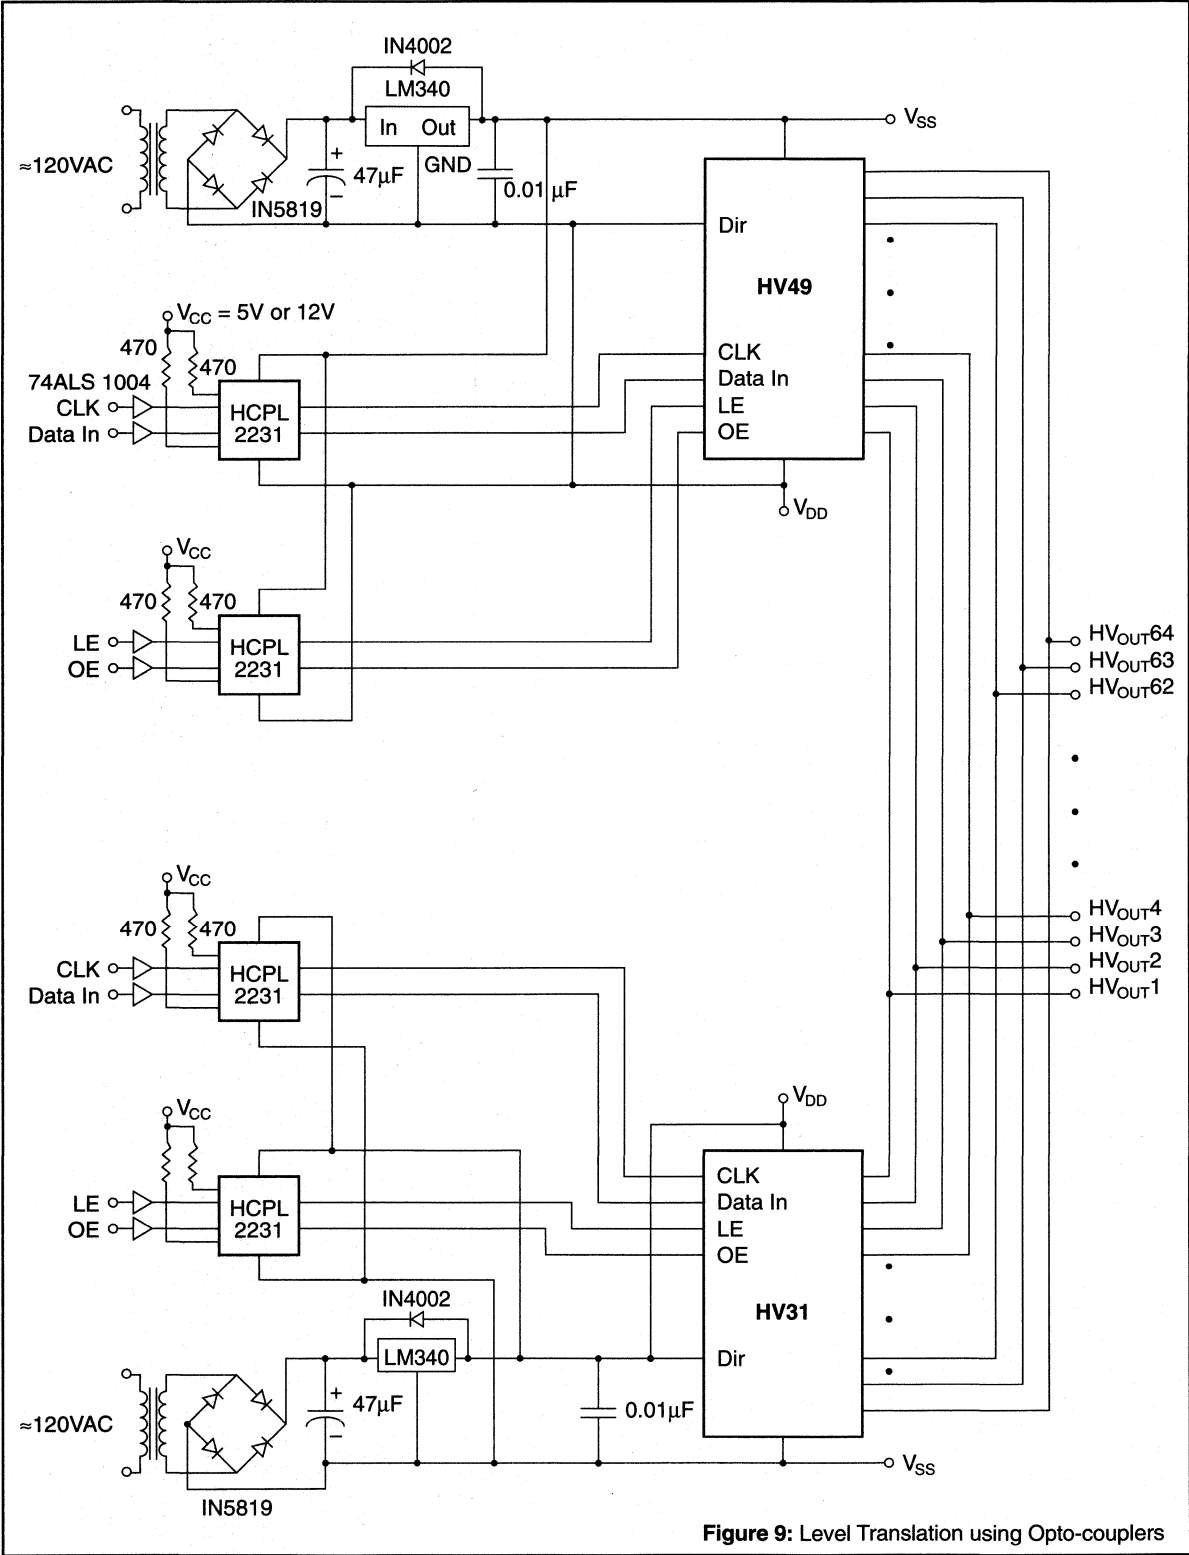 IN4002
LM340
In Out
GND
≈120VAC
+
47μF
−
0.01 μF
IN5819
VSS
Dir
HV49
CLK
Data In
LE
OE
VDD
VCC = 5V or 12V
470
470
74ALS 1004
CLK
Data In
HCPL
2231
VCC
470
470
LE
OE
HCPL
2231
HVOUT64
HVOUT63
HVOUT62
HVOUT4
HVOUT3
HVOUT2
HVOUT1
VCC
470
470
CLK
Data In
HCPL
2231
VCC
LE
OE
HCPL
2231
VDD
CLK
Data In
LE
OE
HV31
Dir
IN4002
LM340
≈120VAC
+
47μF
−
0.01μF
IN5819
VSS
Figure 9: Level Translation using Opto-couplers